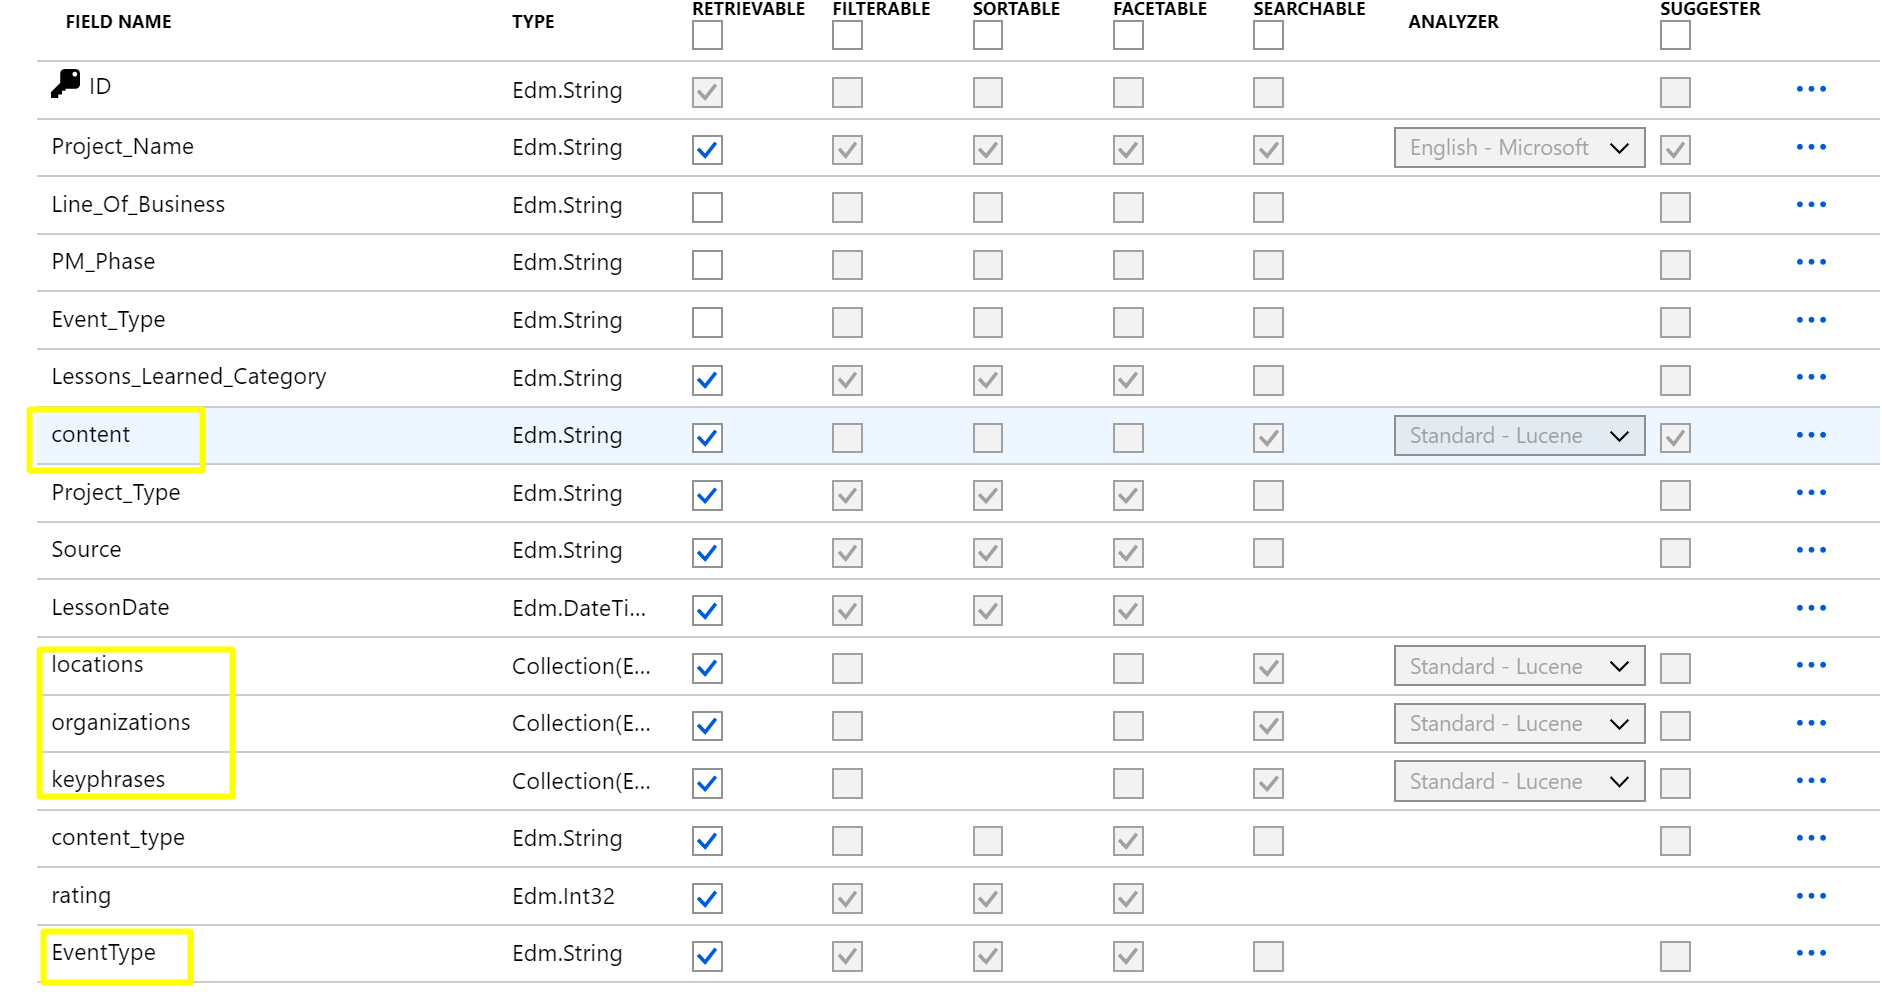 FIELD NAME TYPE RETRIEVABLE FILTERABLE SORTABLE FACETABLE SEARCHABLE ANALYZER SUGGESTER
ID Edm.String ...
Project_Name Edm.String English - Microsoft ...
Line_Of_Business Edm.String ...
PM_Phase Edm.String ...
Event_Type Edm.String ...
Lessons_Learned_Category Edm.String ...
content Edm.String Standard - Lucene ...
Project_Type Edm.String ...
Source Edm.String ...
LessonDate Edm.DateTi... ...
locations Collection(E... Standard - Lucene ...
organizations Collection(E... Standard - Lucene ...
keyphrases Collection(E... Standard - Lucene ...
content_type Edm.String ...
rating Edm.Int32 ...
EventType Edm.String ...